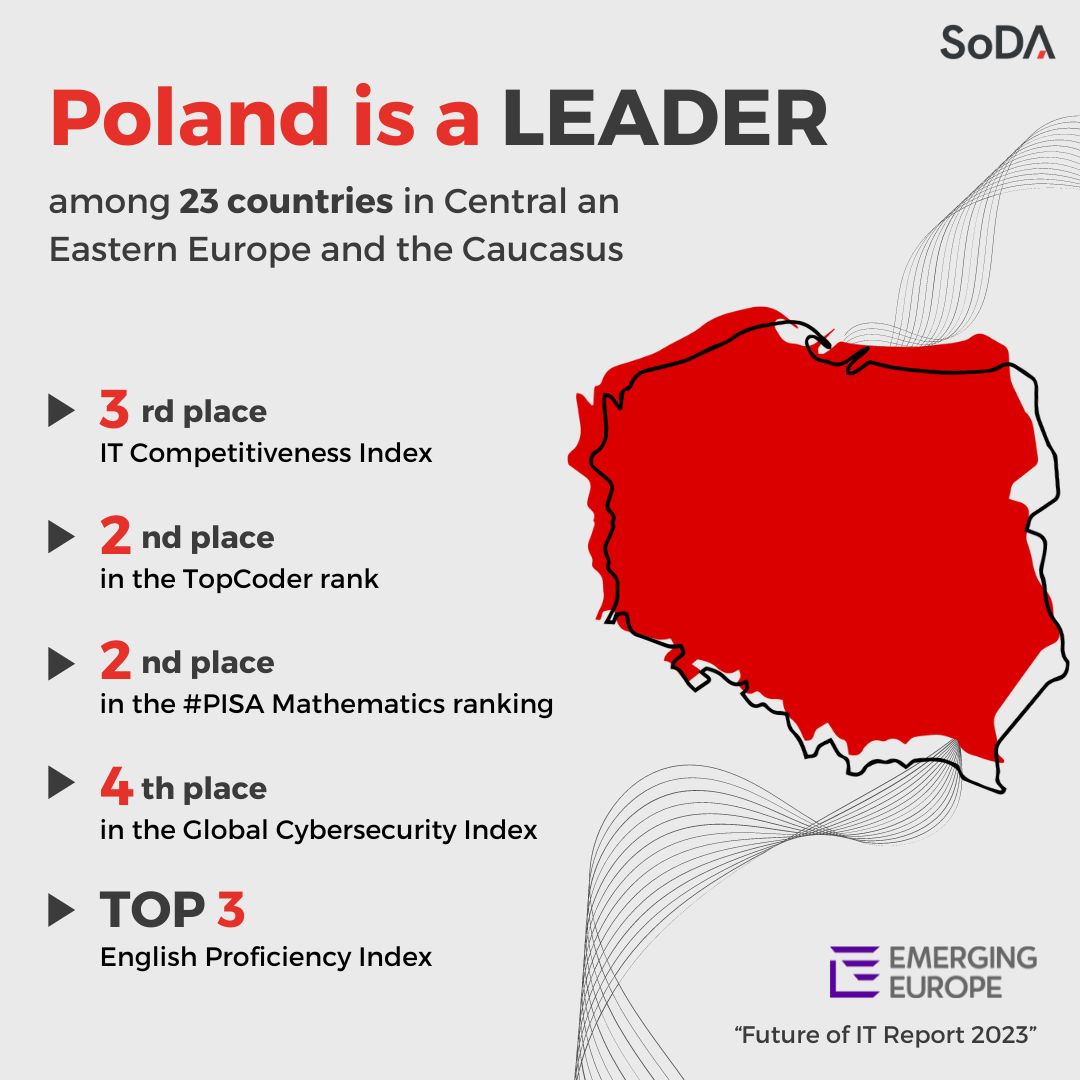 SoDA
Poland is a LEADER
among 23 countries in Central an
Eastern Europe and the Caucasus
3 rd place
IT Competitiveness Index
2 nd place
in the TopCoder rank
2 nd place
in the #PISA Mathematics ranking
4 th place
in the Global Cybersecurity Index
TOP 3
English Proficiency Index
EMERGING
EUROPE
“Future of IT Report 2023”